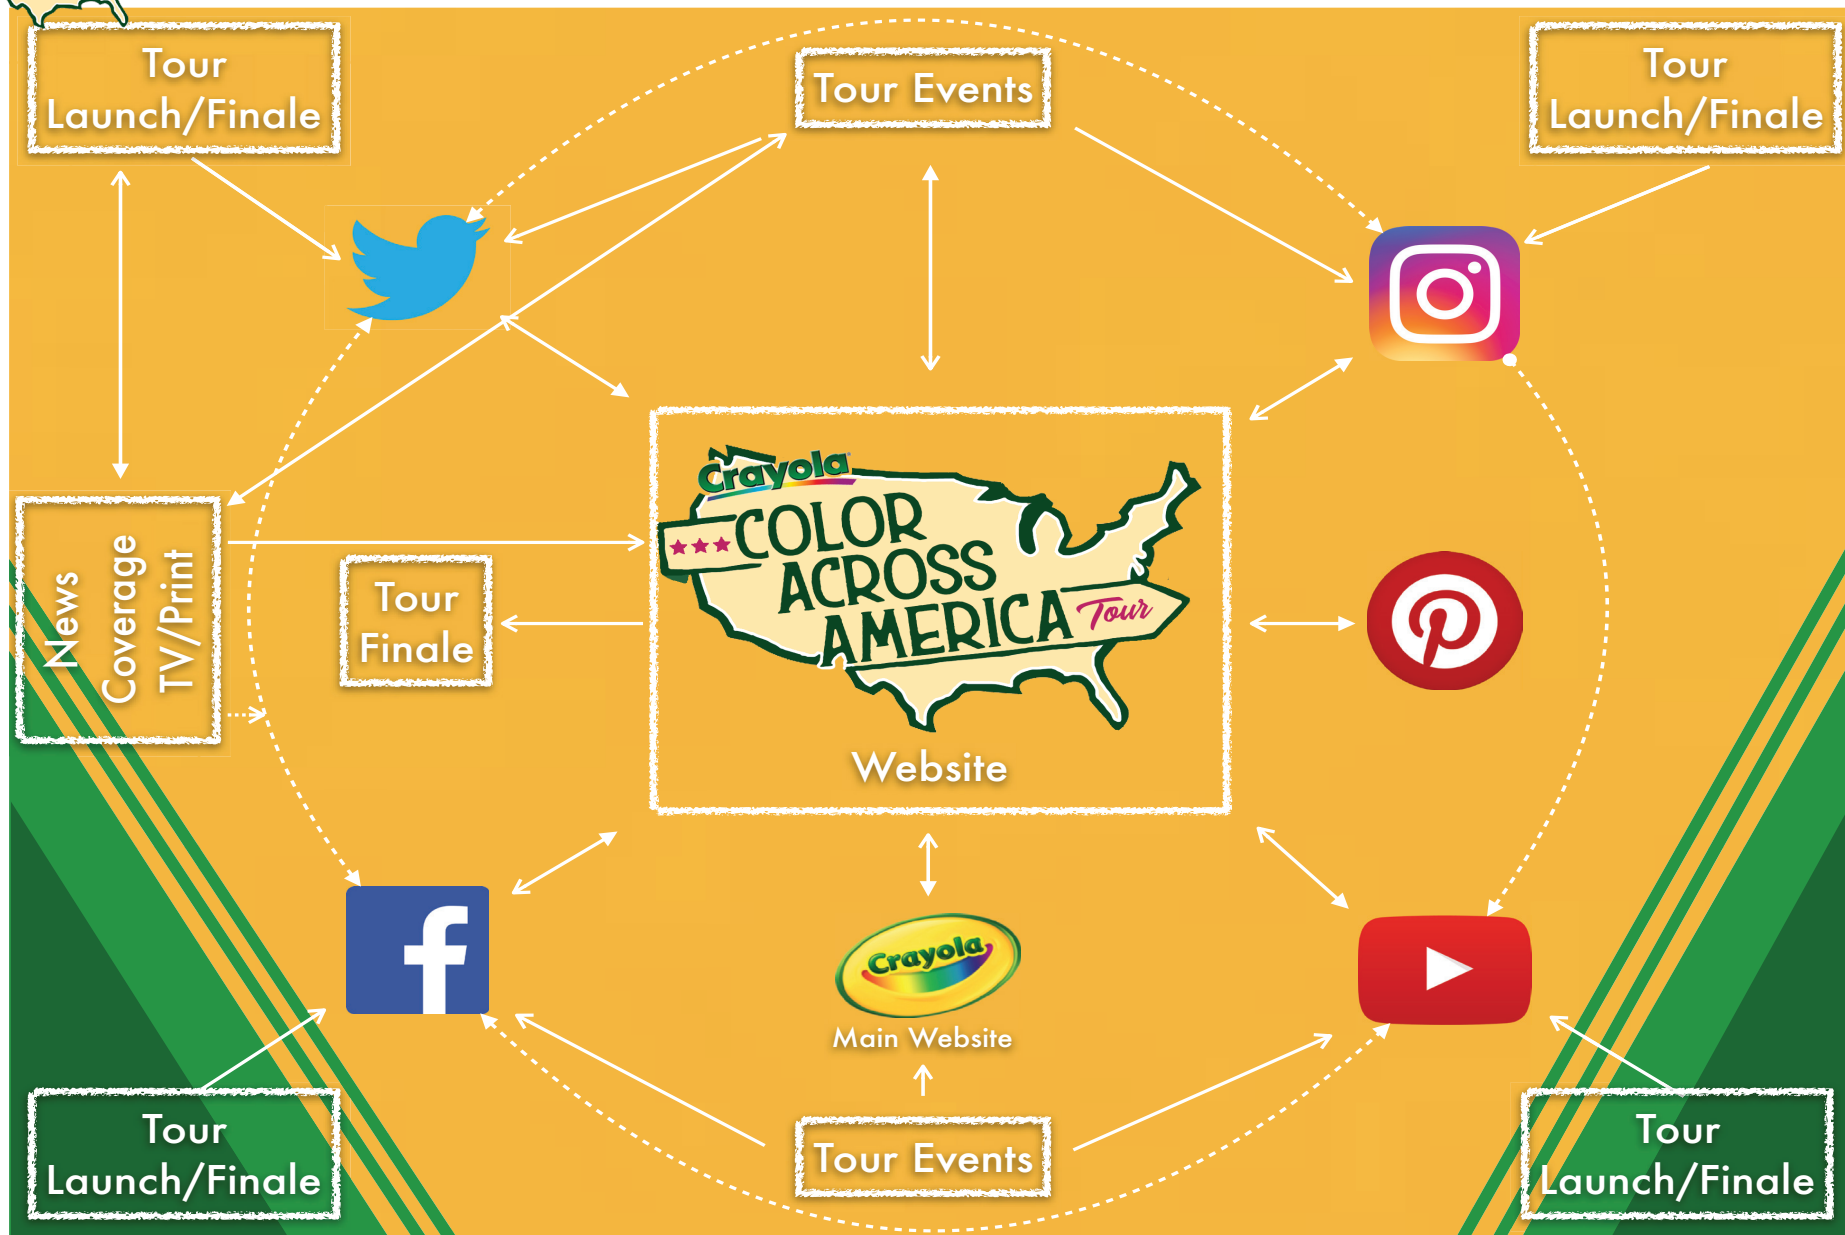 Tour
Launch/Finale
Tour Events
Tour
Launch/Finale
News
Coverage
TV/Print
Tour
Finale
Crayola
COLOR
ACROSS
AMERICA Tour
Website
Crayola
Main Website
Tour
Launch/Finale
Tour Events
Tour
Launch/Finale